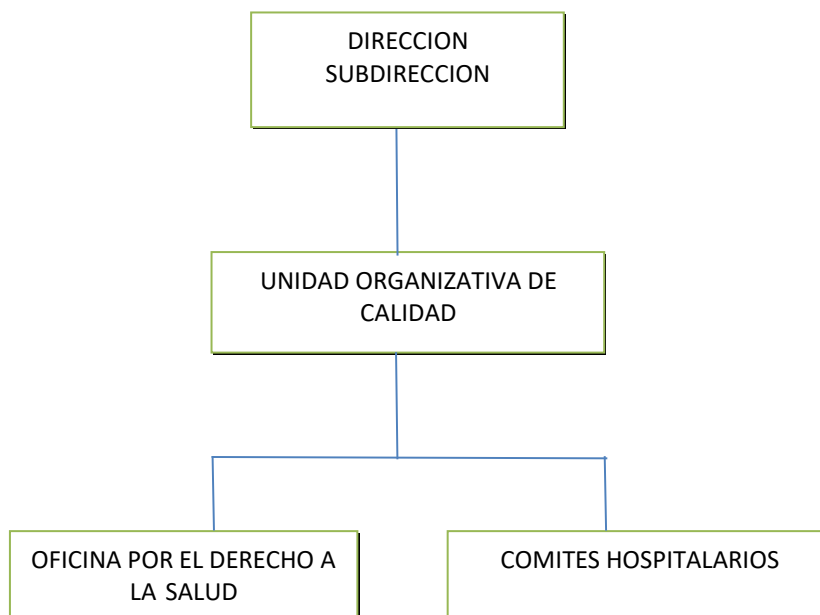 DIRECCION
SUBDIRECCION
UNIDAD ORGANIZATIVA DE
CALIDAD
OFICINA POR EL DERECHO A
LA SALUD
COMITES HOSPITALARIOS